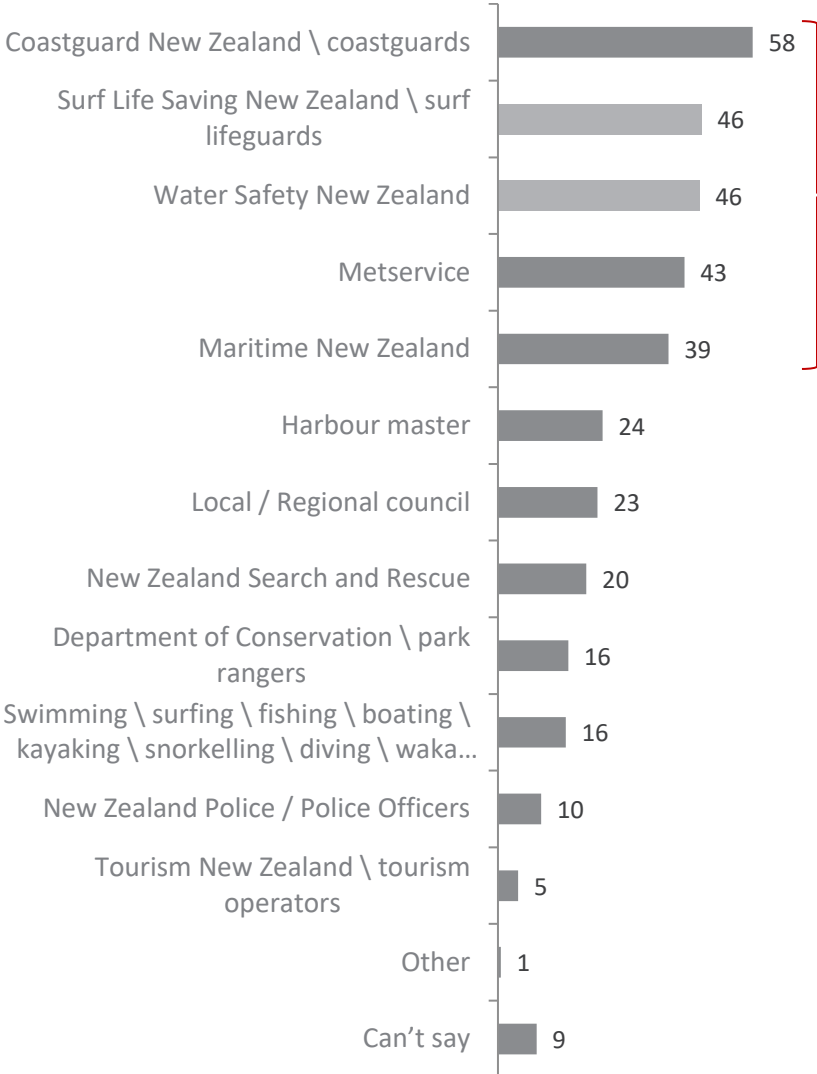 Coastguard New Zealand \ coastguards 58
Surf Life Saving New Zealand \ surf
lifeguards 46
Water Safety New Zealand 46
Metservice 43
Maritime New Zealand 39
Harbour master 24
Local / Regional council 23
New Zealand Search and Rescue 20
Department of Conservation \ park
rangers 16
Swimming \ surfing \ fishing \ boating \
kayaking \ snorkelling \ diving \ waka… 16
New Zealand Police / Police Officers 10
Tourism New Zealand \ tourism
operators 5
Other 1
Can’t say 9